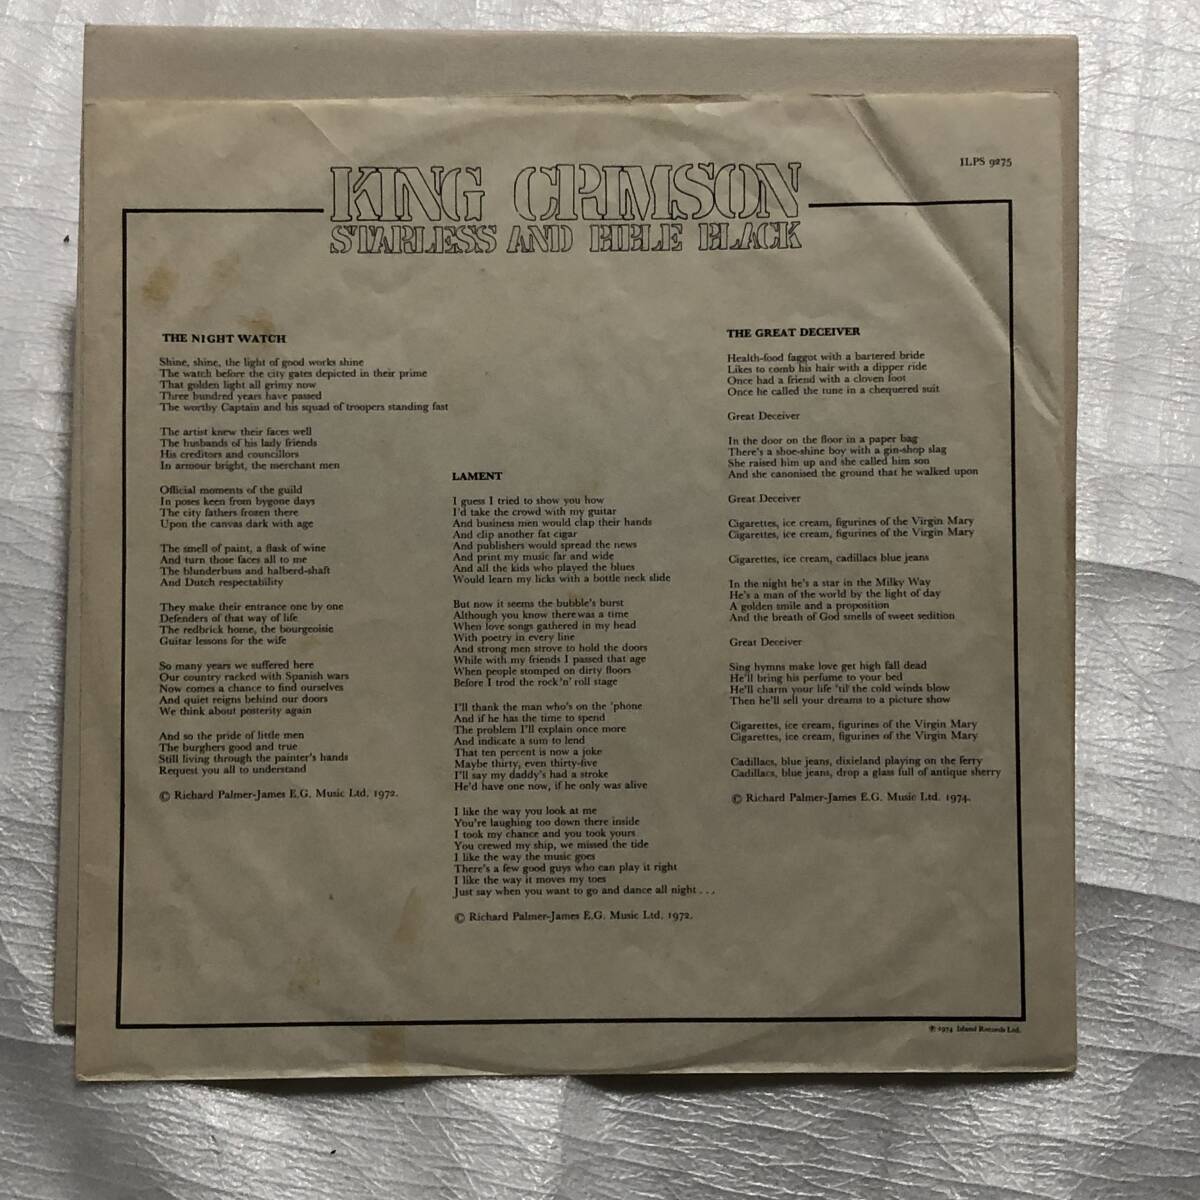 ILPS 9275
KING CRIMSON
STARLESS AND BIBLE BLACK
THE NIGHT WATCH
Shine, shine, the light of good works shine
The watch before the city gates depicted in their prime
That golden light all grimy now
Three hundred years have passed
The worthy Captain and his squad of troopers standing fast
The artist knew their faces well
The husbands of his lady friends
His creditors and councillors
In armour bright, the merchant men
Official moments of the guild
In poses keen from bygone days
The city fathers frozen there
Upon the canvas dark with age
The smell of paint, a flask of wine
And turn those faces all to me
The blunderbuss and halberd-shaft
And Dutch respectability
They make their entrance one by one
Defenders of that way of life
The redbrick home, the bourgeoisie
Guitar lessons for the wife
So many years we suffered here
Our country racked with Spanish wars
Now comes a chance to find ourselves
And quiet reigns behind our doors
We think about posterity again
And so the pride of little men
The burghers good and true
Still living through the painter's hands
Request you all to understand
© Richard Palmer-James E.G. Music Ltd. 1972.
LAMENT
I guess I tried to show you how
I'd take the crowd with my guitar
And business men would clap their hands
And clip another fat cigar
And publishers would spread the news
And print my music far and wide
And all the kids who played the blues
Would learn my licks with a bottle neck slide
But now it seems the bubble's burst
Although you know there was a time
When love songs gathered in my head
With poetry in every line
And strong men strove to hold the doors
While with my friends I passed that age
When people stomped on dirty floors
Before I trod the rock'n' roll stage
I'll thank the man who's on the 'phone
And if he has the time to spend
The problem I'll explain once more
And indicate a sum to lend
That ten percent is now a joke
Maybe thirty, even thirty-five
I'll say my daddy's had a stroke
He'd have one now, if he only was alive
I like the way you look at me
You're laughing too down there inside
I took my chance and you took yours
You crewed my ship, we missed the tide
I like the way the music goes
There's a few good guys who can play it right
I like the way it moves my toes
Just say when you want to go and dance all night . . .
© Richard Palmer-James E.G. Music Ltd. 1972.
THE GREAT DECEIVER
Health-food faggot with a bartered bride
Likes to comb his hair with a dipper ride
Once had a friend with a cloven foot
Once he called the tune in a chequered suit
Great Deceiver
In the door on the floor in a paper bag
There's a shoe-shine boy with a gin-shop slag
She raised him up and she called him son
And she canonised the ground that he walked upon
Great Deceiver
Cigarettes, ice cream, figurines of the Virgin Mary
Cigarettes, ice cream, figurines of the Virgin Mary
Cigarettes, ice cream, cadillacs blue jeans
In the night he's a star in the Milky Way
He's a man of the world by the light of day
A golden smile and a proposition
And the breath of God smells of sweet sedition
Great Deceiver
Sing hymns make love get high fall dead
He'll bring his perfume to your bed
He'll charm your life 'til the cold winds blow
Then he'll sell your dreams to a picture show
Cigarettes, ice cream, figurines of the Virgin Mary
Cigarettes, ice cream, figurines of the Virgin Mary
Cadillacs, blue jeans, dixieland playing on the ferry
Cadillacs, blue jeans, drop a glass full of antique sherry
© Richard Palmer-James E.G. Music Ltd. 1974.
℗ 1974 Island Records Ltd.